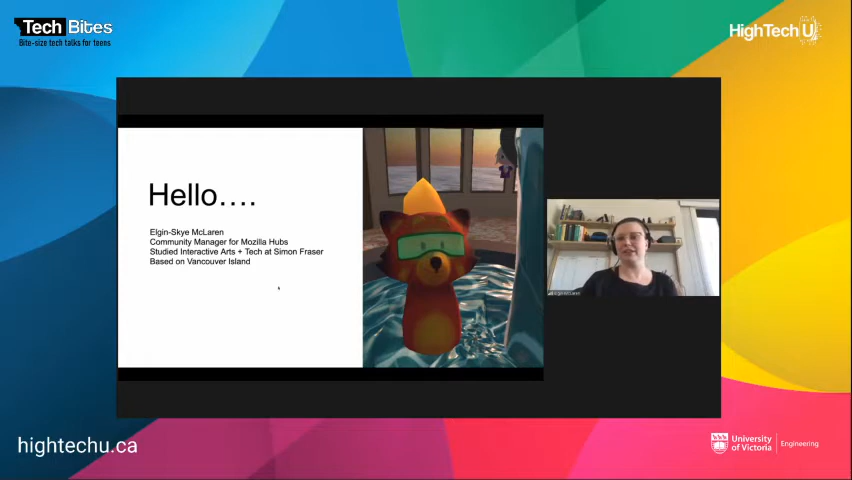 Tech Bites
Bite-size tech talks for teens
HighTechU
Hello....
Elgin-Skye McLaren
Community Manager for Mozilla Hubs
Studied Interactive Arts + Tech at Simon Fraser
Based on Vancouver Island
hightechu.ca
University of Victoria
Engineering